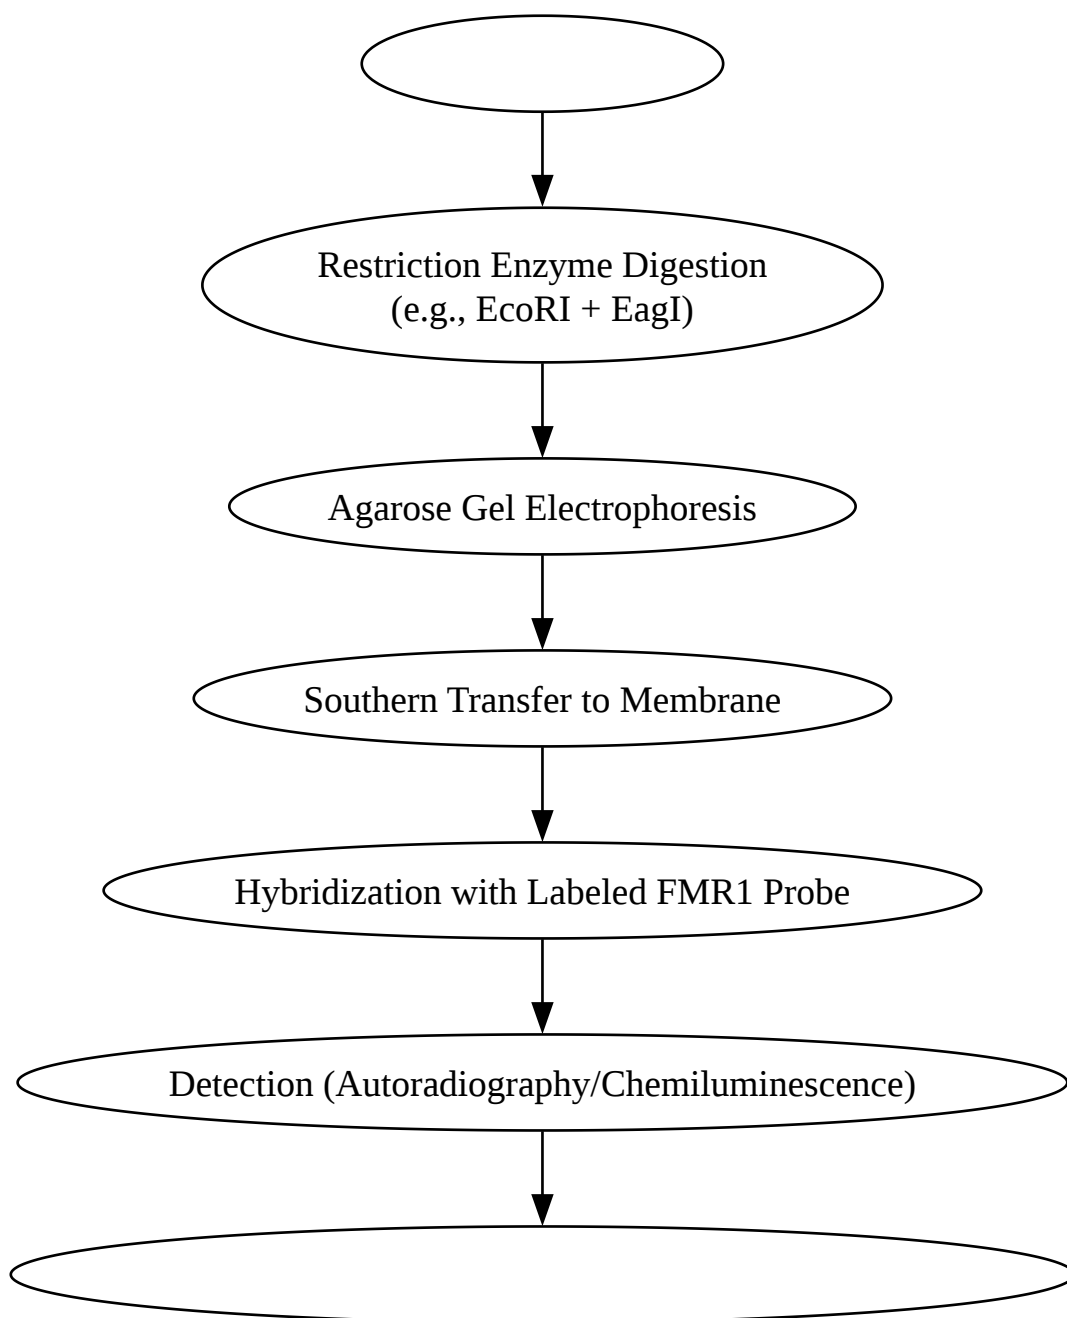 Restriction Enzyme Digestion
(e.g., EcoRI + EagI)
Agarose Gel Electrophoresis
Southern Transfer to Membrane
Hybridization with Labeled FMR1 Probe
Detection (Autoradiography/Chemiluminescence)